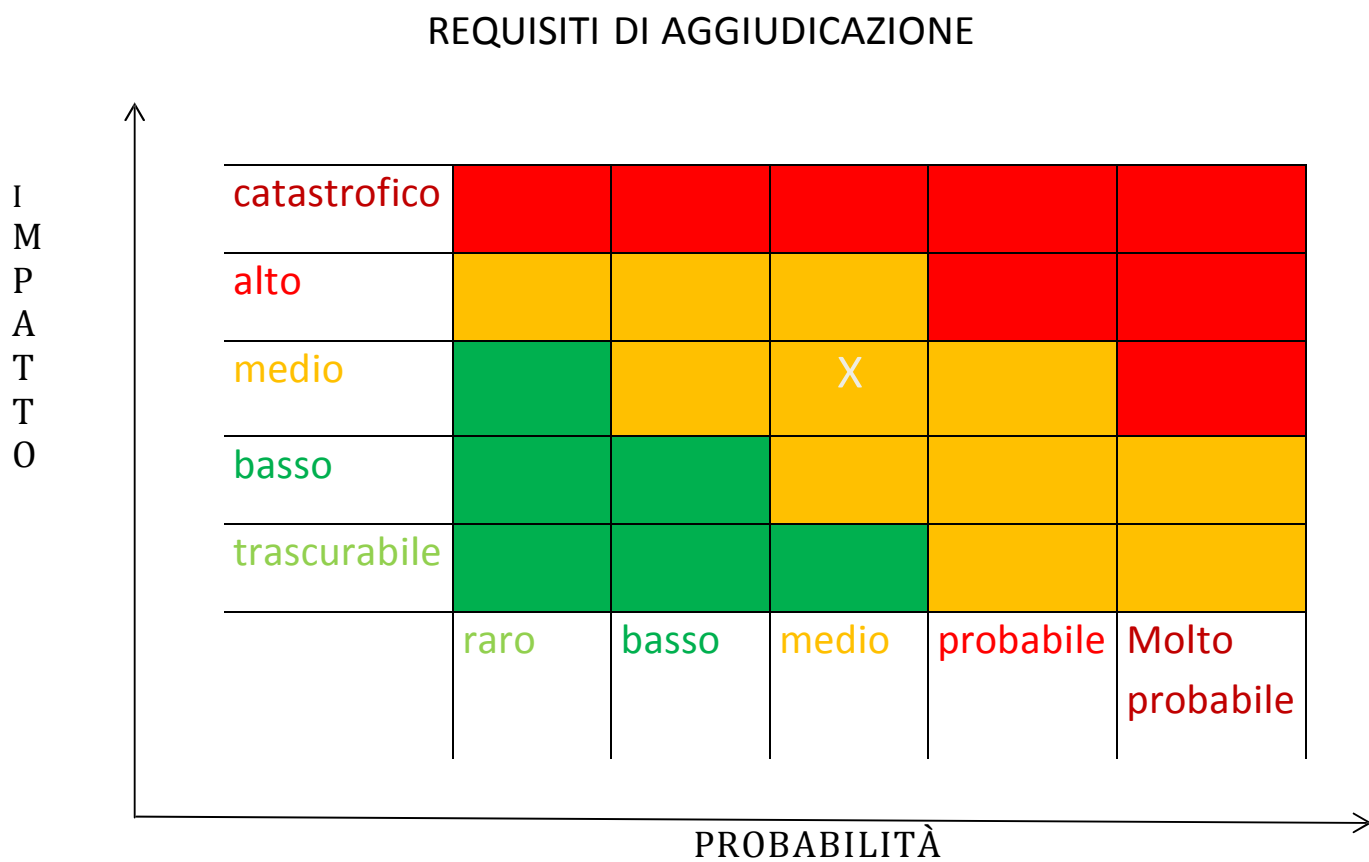 REQUISITI DI AGGIUDICAZIONE
I
M
P
A
T
T
O
catastrofico
alto
medio
X
basso
trascurabile
raro basso medio probabile Molto
probabile
PROBABILITÀ